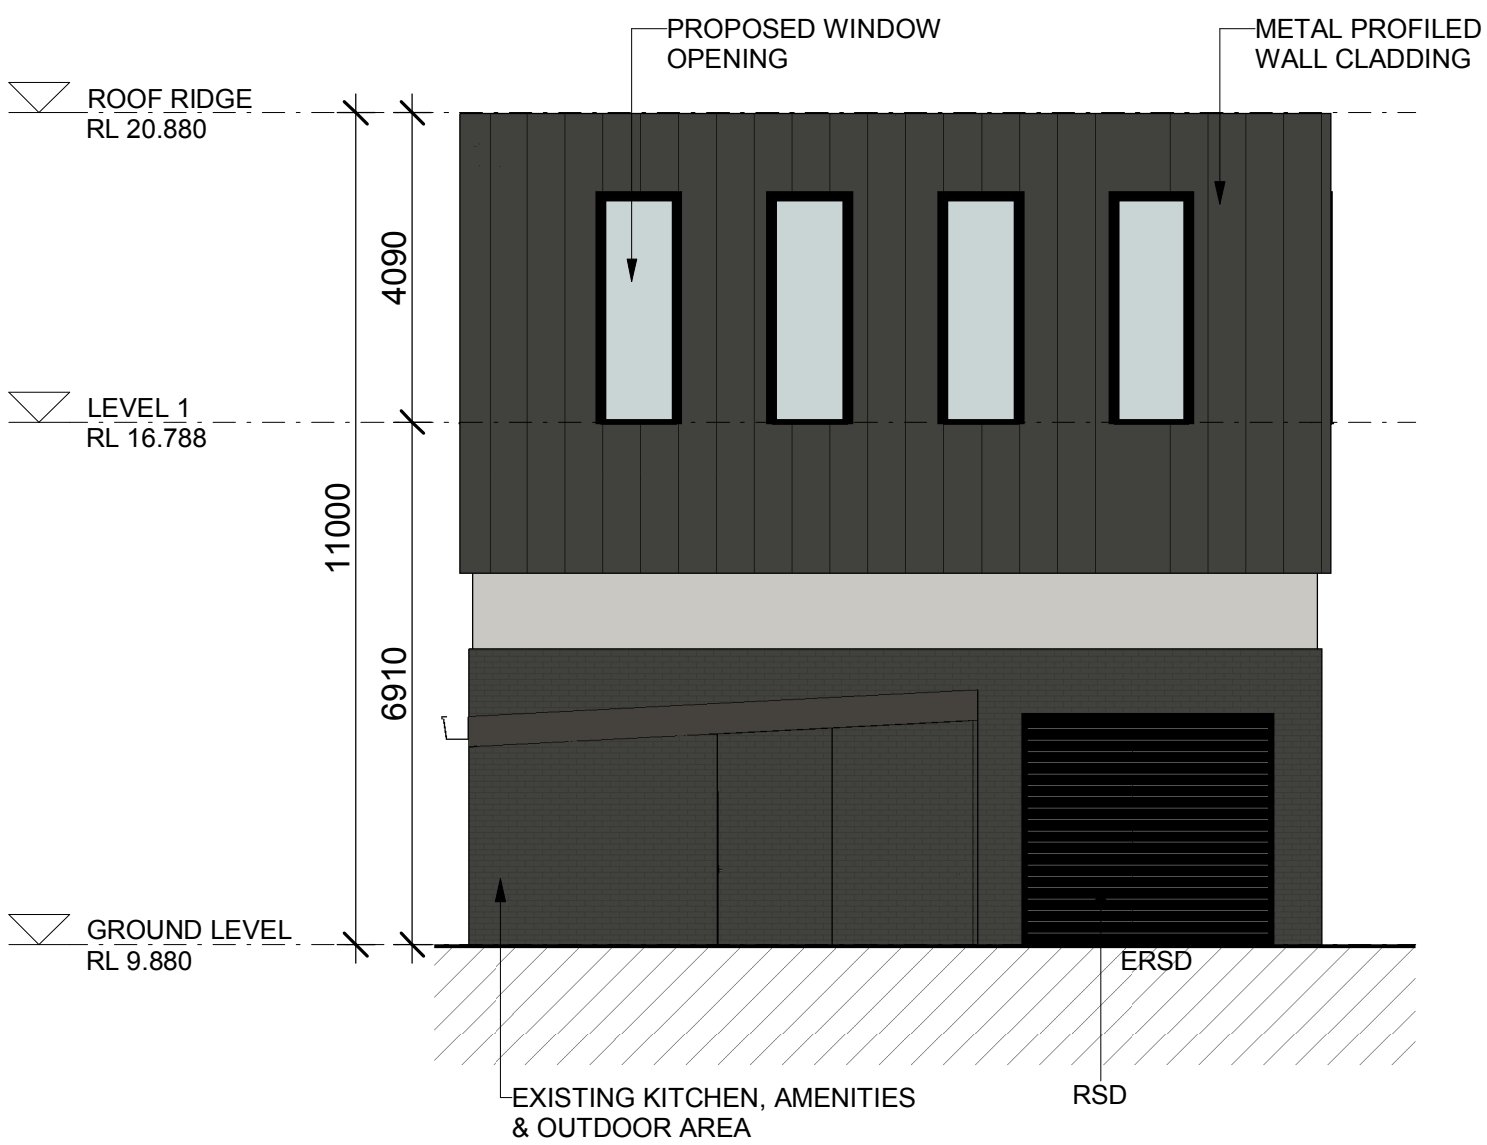 PROPOSED WINDOW
OPENING
METAL PROFILED
WALL CLADDING
ROOF RIDGE
RL 20.880
4090
LEVEL 1
RL 16.788
11000
6910
GROUND LEVEL
RL 9.880
ERSD
RSD
EXISTING KITCHEN, AMENITIES
& OUTDOOR AREA